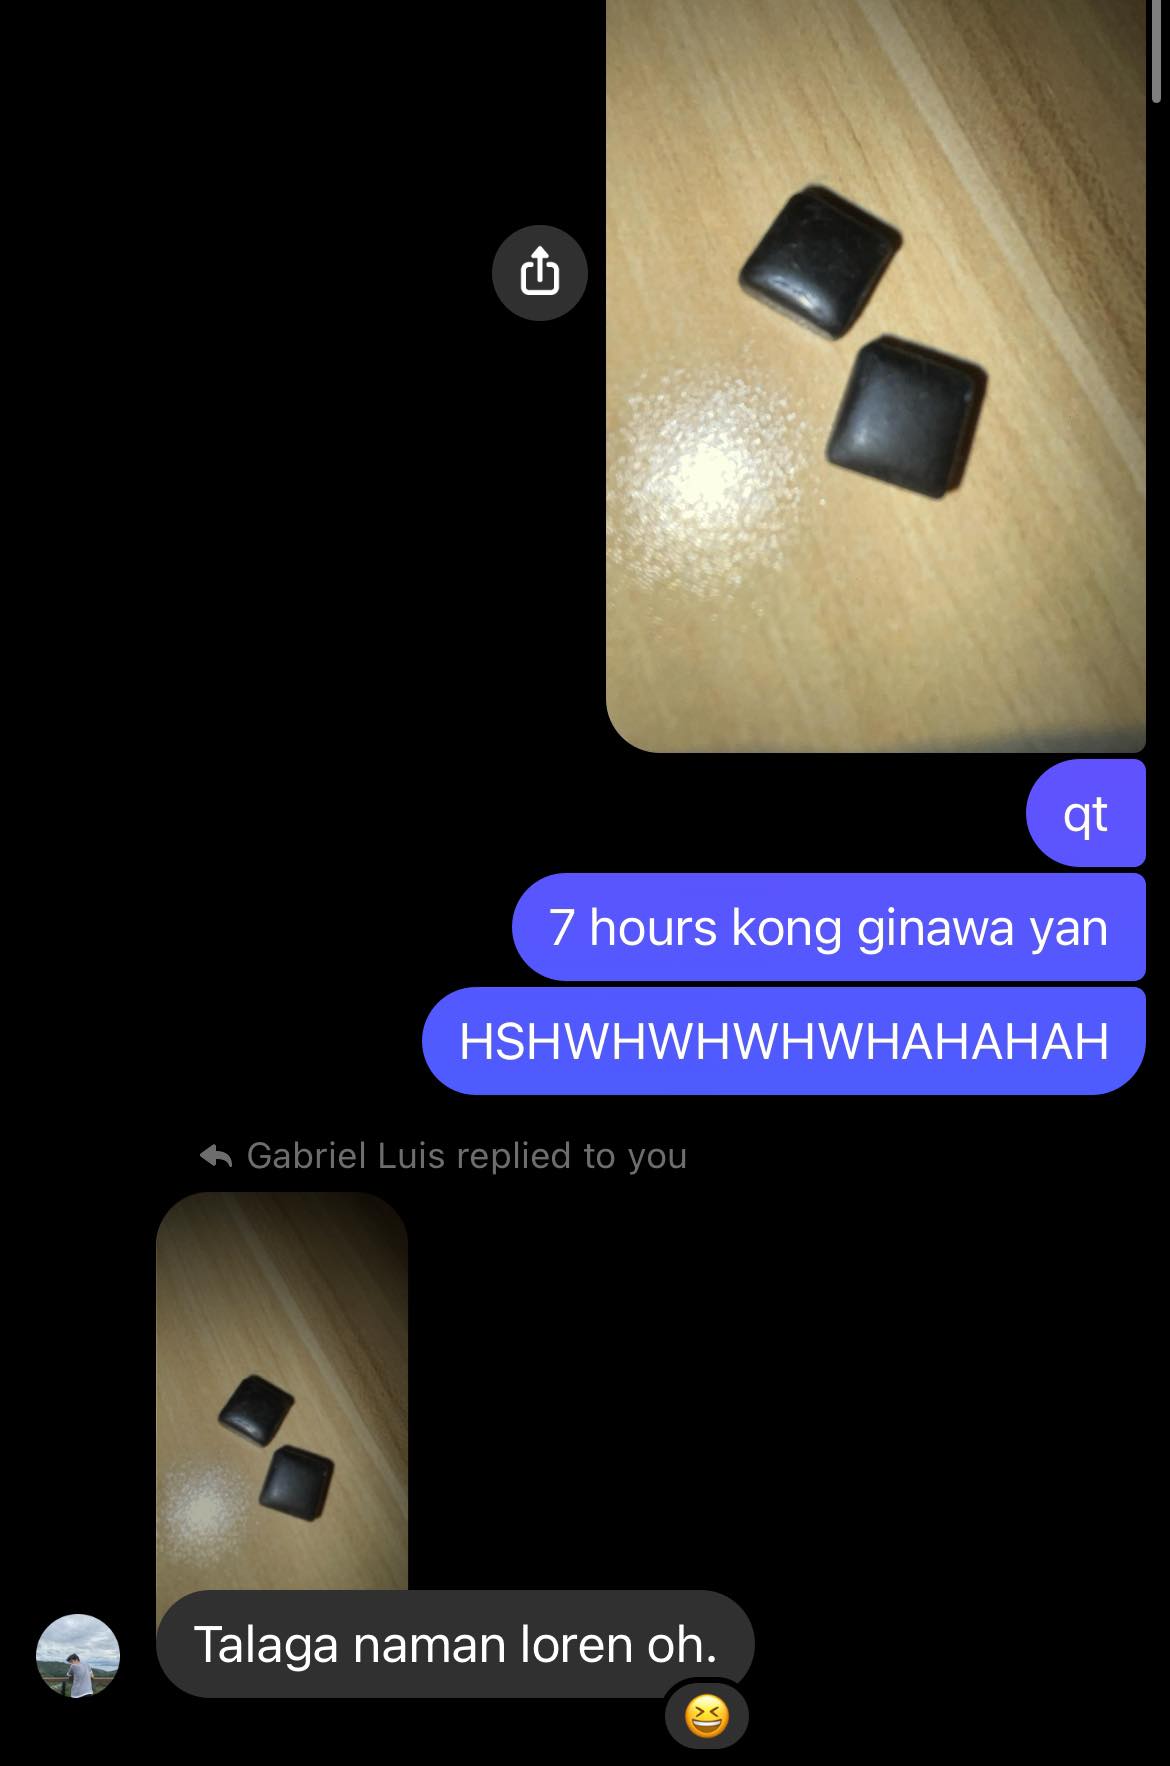 qt
7 hours kong ginawa yan
HSHWHWHWHWHAHAHAH
Gabriel Luis replied to you
Talaga naman loren oh.